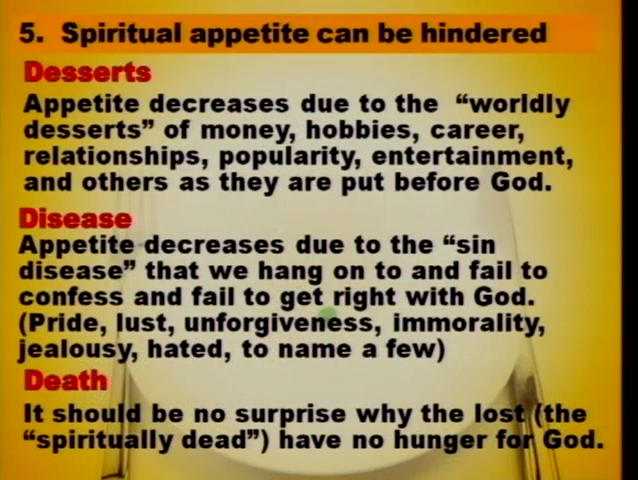 5. Spiritual appetite can be hindered
Desserts
Appetite decreases due to the “worldly
desserts” of money, hobbies, career,
relationships, popularity, entertainment,
and others as they are put before God.
Disease
Appetite decreases due to the “sin
disease” that we hang on to and fail to
confess and fail to get right with God.
(Pride, lust, unforgiveness, immorality,
jealousy, hated, to name a few)
Death
It should be no surprise why the lost (the
“spiritually dead”) have no hunger for God.